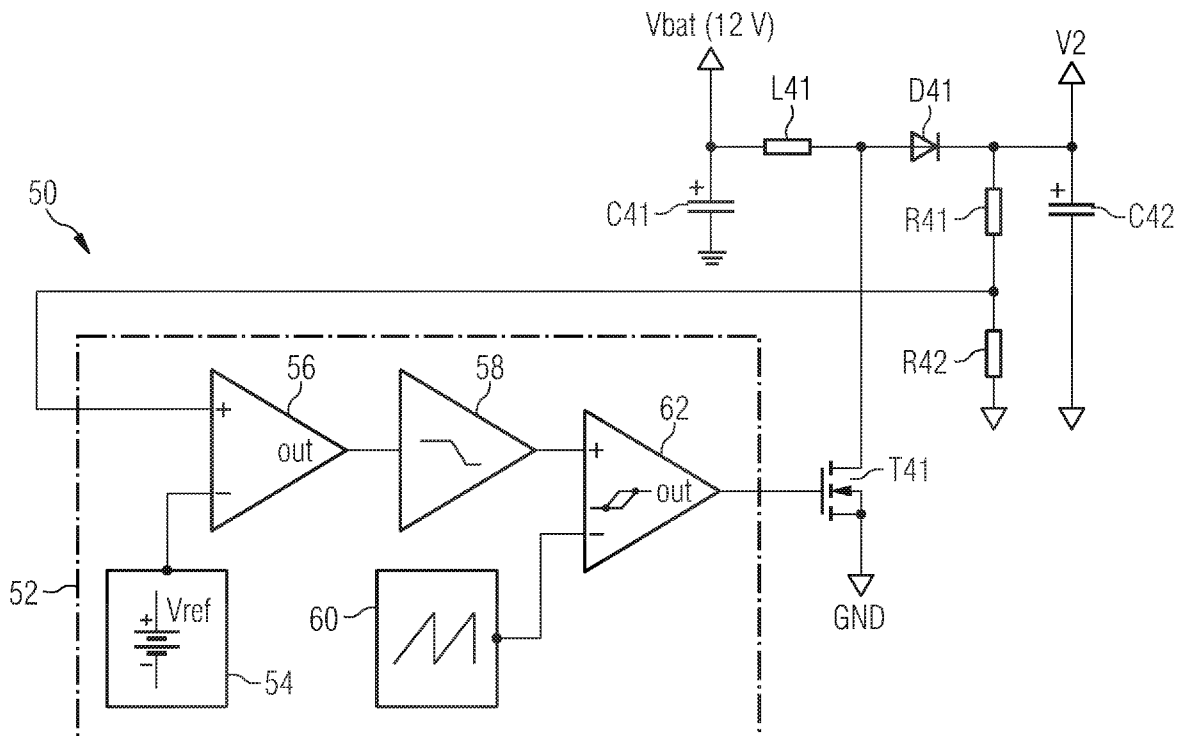 Vbat (12 V)
V2
L41
D41
50
+
C41
R41
+
C42
R42
56
58
62
+
out
−
+
out
−
T41
52
Vref
+
−
54
60
GND